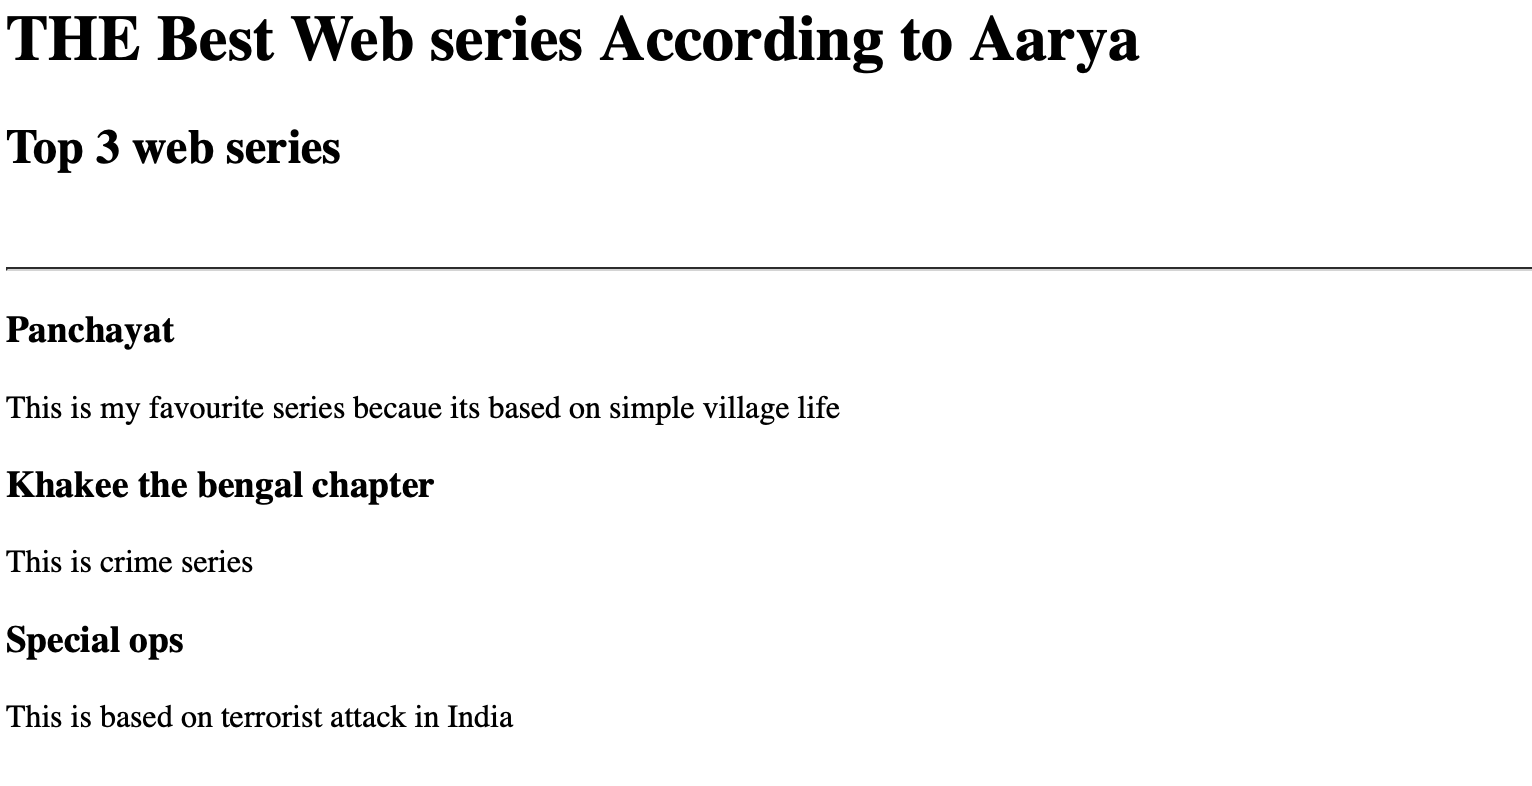 THE Best Web series According to Aarya
Top 3 web series
Panchayat
This is my favourite series becaue its based on simple village life
Khakee the bengal chapter
This is crime series
Special ops
This is based on terrorist attack in India